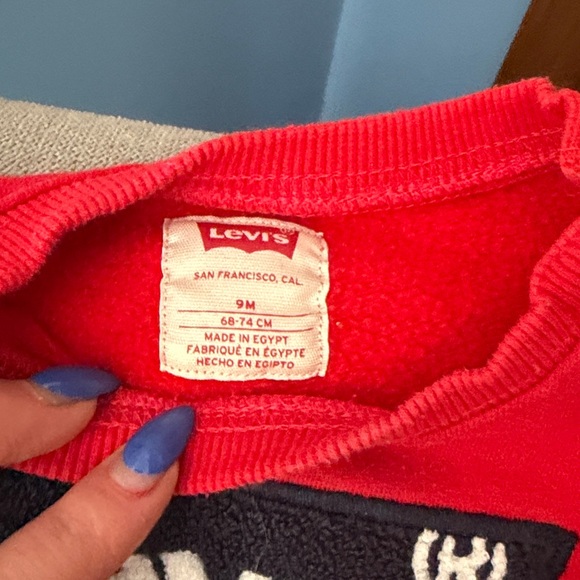 Levi's
SAN FRANCISCO, CAL.
9M
68-74 CM
MADE IN EGYPT
FABRIQUÉ EN ÉGYPTE
HECHO EN EGIPTO
(R)